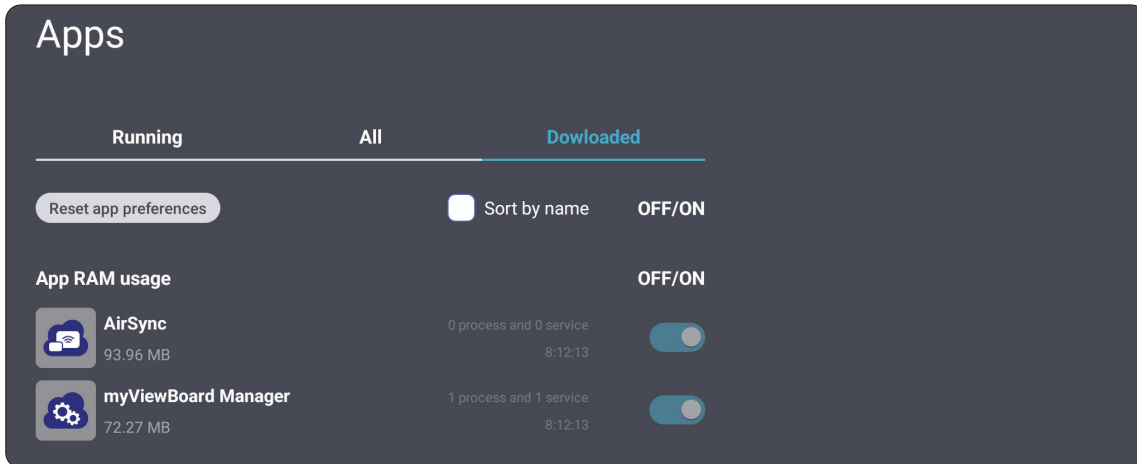 Apps
Running All Dowloaded
Reset app preferences Sort by name OFF/ON
App RAM usage OFF/ON
AirSync 0 process and 0 service
93.96 MB 8:12:13
myViewBoard Manager 1 process and 1 service
72.27 MB 8:12:13